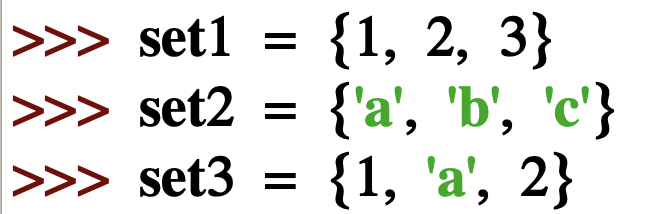 >>> set1 = {1, 2, 3}
>>> set2 = {'a', 'b', 'c'}
>>> set3 = {1, 'a', 2}